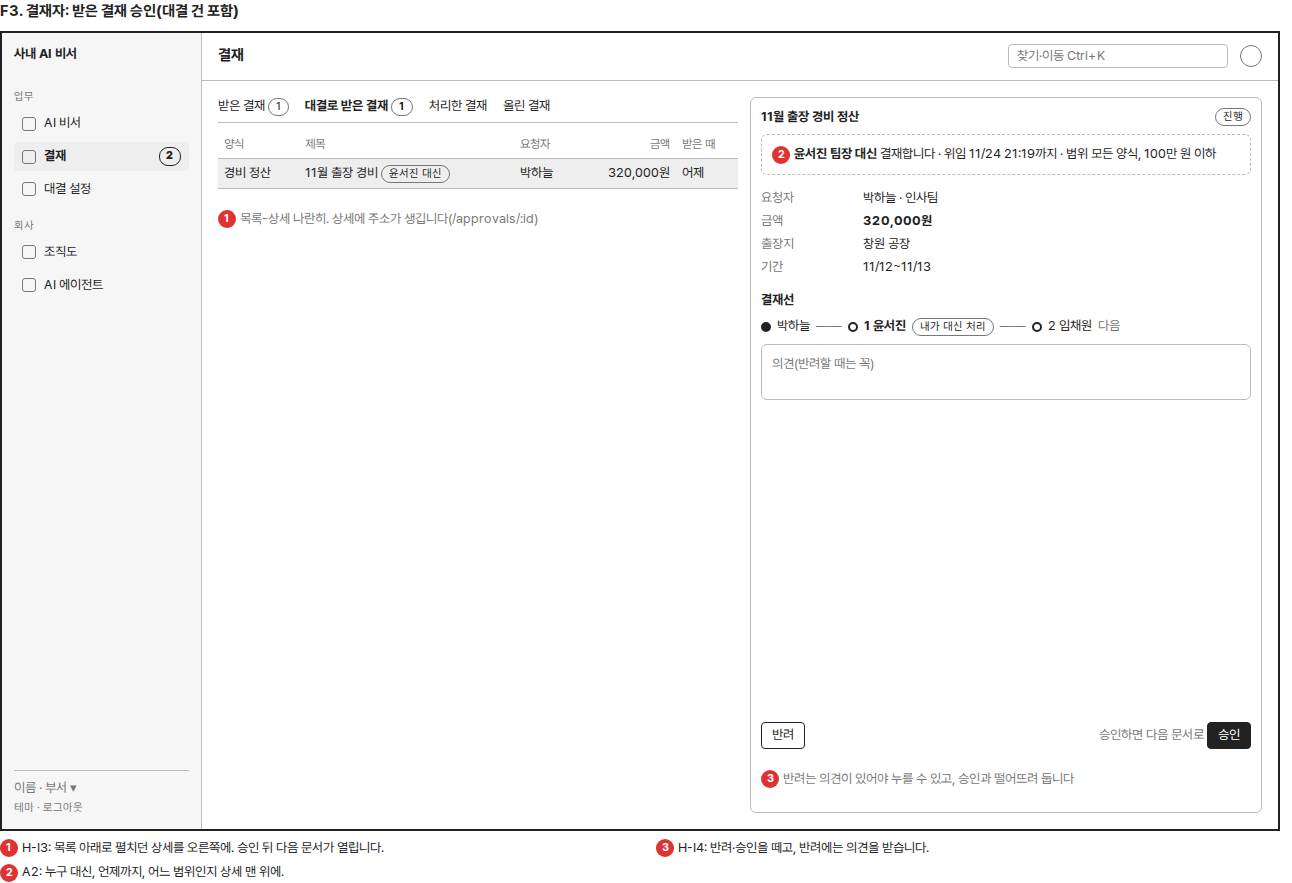 F3. 결재자: 받은 결재 승인(대결 건 포함)
사내 AI 비서
업무
AI 비서
결재 2
대결 설정
회사
조직도
AI 에이전트
이름 · 부서 ▾
테마 · 로그아웃
결재
찾기·이동 Ctrl+K
받은 결재 1 대결로 받은 결재 1 처리한 결재 올린 결재
양식 제목 요청자 금액 받은 때
경비 정산 11월 출장 경비 윤서진 대신 박하늘 320,000원 어제
1 목록-상세 나란히. 상세에 주소가 생깁니다(/approvals/:id)
11월 출장 경비 정산 진행
2 윤서진 팀장 대신 결재합니다 · 위임 11/24 21:19까지 · 범위 모든 양식, 100만 원 이하
요청자 박하늘 · 인사팀
금액 320,000원
출장지 창원 공장
기간 11/12~11/13
결재선
박하늘 1 윤서진 내가 대신 처리 2 임채원 다음
의견(반려할 때는 꼭)
반려 승인하면 다음 문서로 승인
3 반려는 의견이 있어야 누를 수 있고, 승인과 떨어뜨려 둡니다
1 H-I3: 목록 아래로 펼치던 상세를 오른쪽에. 승인 뒤 다음 문서가 열립니다.
2 A2: 누구 대신, 언제까지, 어느 범위인지 상세 맨 위에.
3 H-I4: 반려·승인을 떼고, 반려에는 의견을 받습니다.